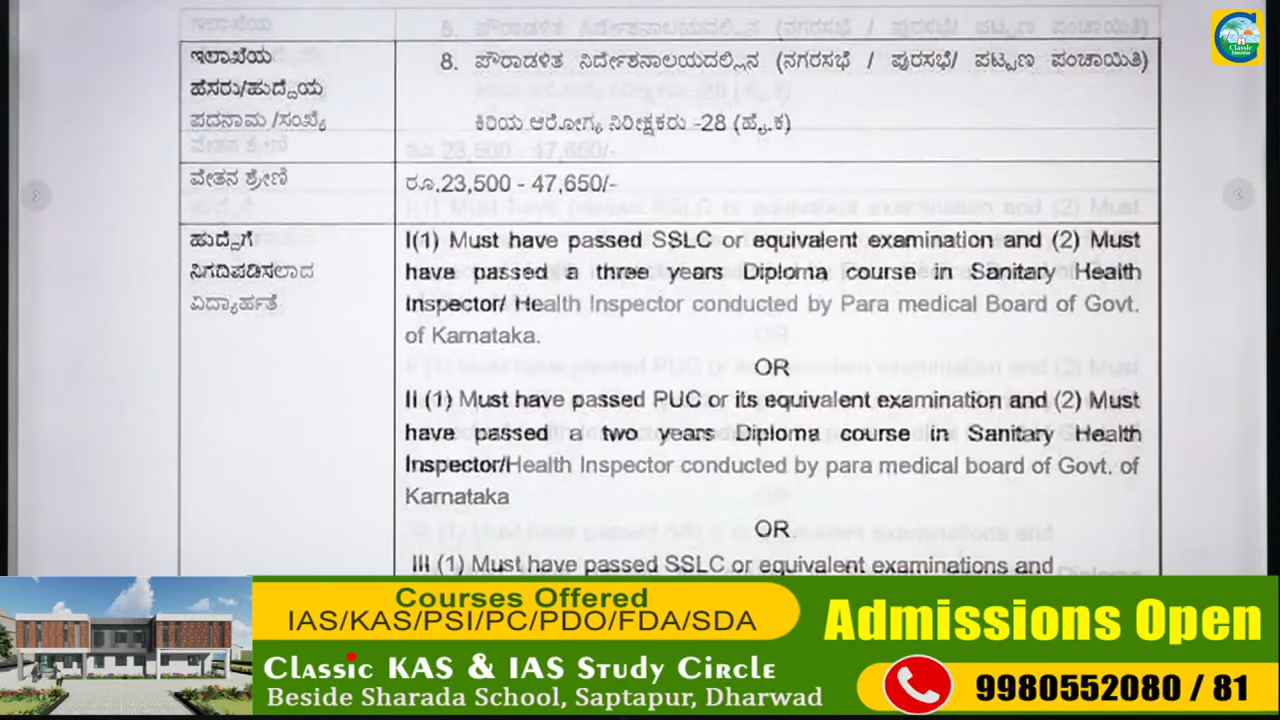 ಇಲಾಖೆಯ
ಹೆಸರು/ಹುದ್ದೆಯ
ಪದನಾಮ /ಸಂಖ್ಯೆ
8. ಪೌರಾಡಳಿತ ನಿರ್ದೇಶನಾಲಯದಲ್ಲಿನ (ನಗರಸಭೆ / ಪುರಸಭೆ/ ಪಟ್ಟಣ ಪಂಚಾಯಿತಿ)
ಕಿರಿಯ ಆರೋಗ್ಯ ನಿರೀಕ್ಷಕರು -28 (ಹೈ.ಕ)
ವೇತನ ಶ್ರೇಣಿ
ರೂ.23,500 - 47,650/-
ಹುದ್ದೆಗೆ
ನಿಗದಿಪಡಿಸಲಾದ
ವಿದ್ಯಾರ್ಹತೆ
I(1) Must have passed SSLC or equivalent examination and (2) Must
have passed a three years Diploma course in Sanitary Health
Inspector/ Health Inspector conducted by Para medical Board of Govt.
of Karnataka.
OR
II (1) Must have passed PUC or its equivalent examination and (2) Must
have passed a two years Diploma course in Sanitary Health
Inspector/Health Inspector conducted by para medical board of Govt. of
Karnataka
OR
III (1) Must have passed SSLC or equivalent examinations and
Classic
Education
Courses Offered
IAS/KAS/PSI/PC/PDO/FDA/SDA
Classic KAS & IAS Study Circle
Beside Sharada School, Saptapur, Dharwad
Admissions Open
9980552080 / 81